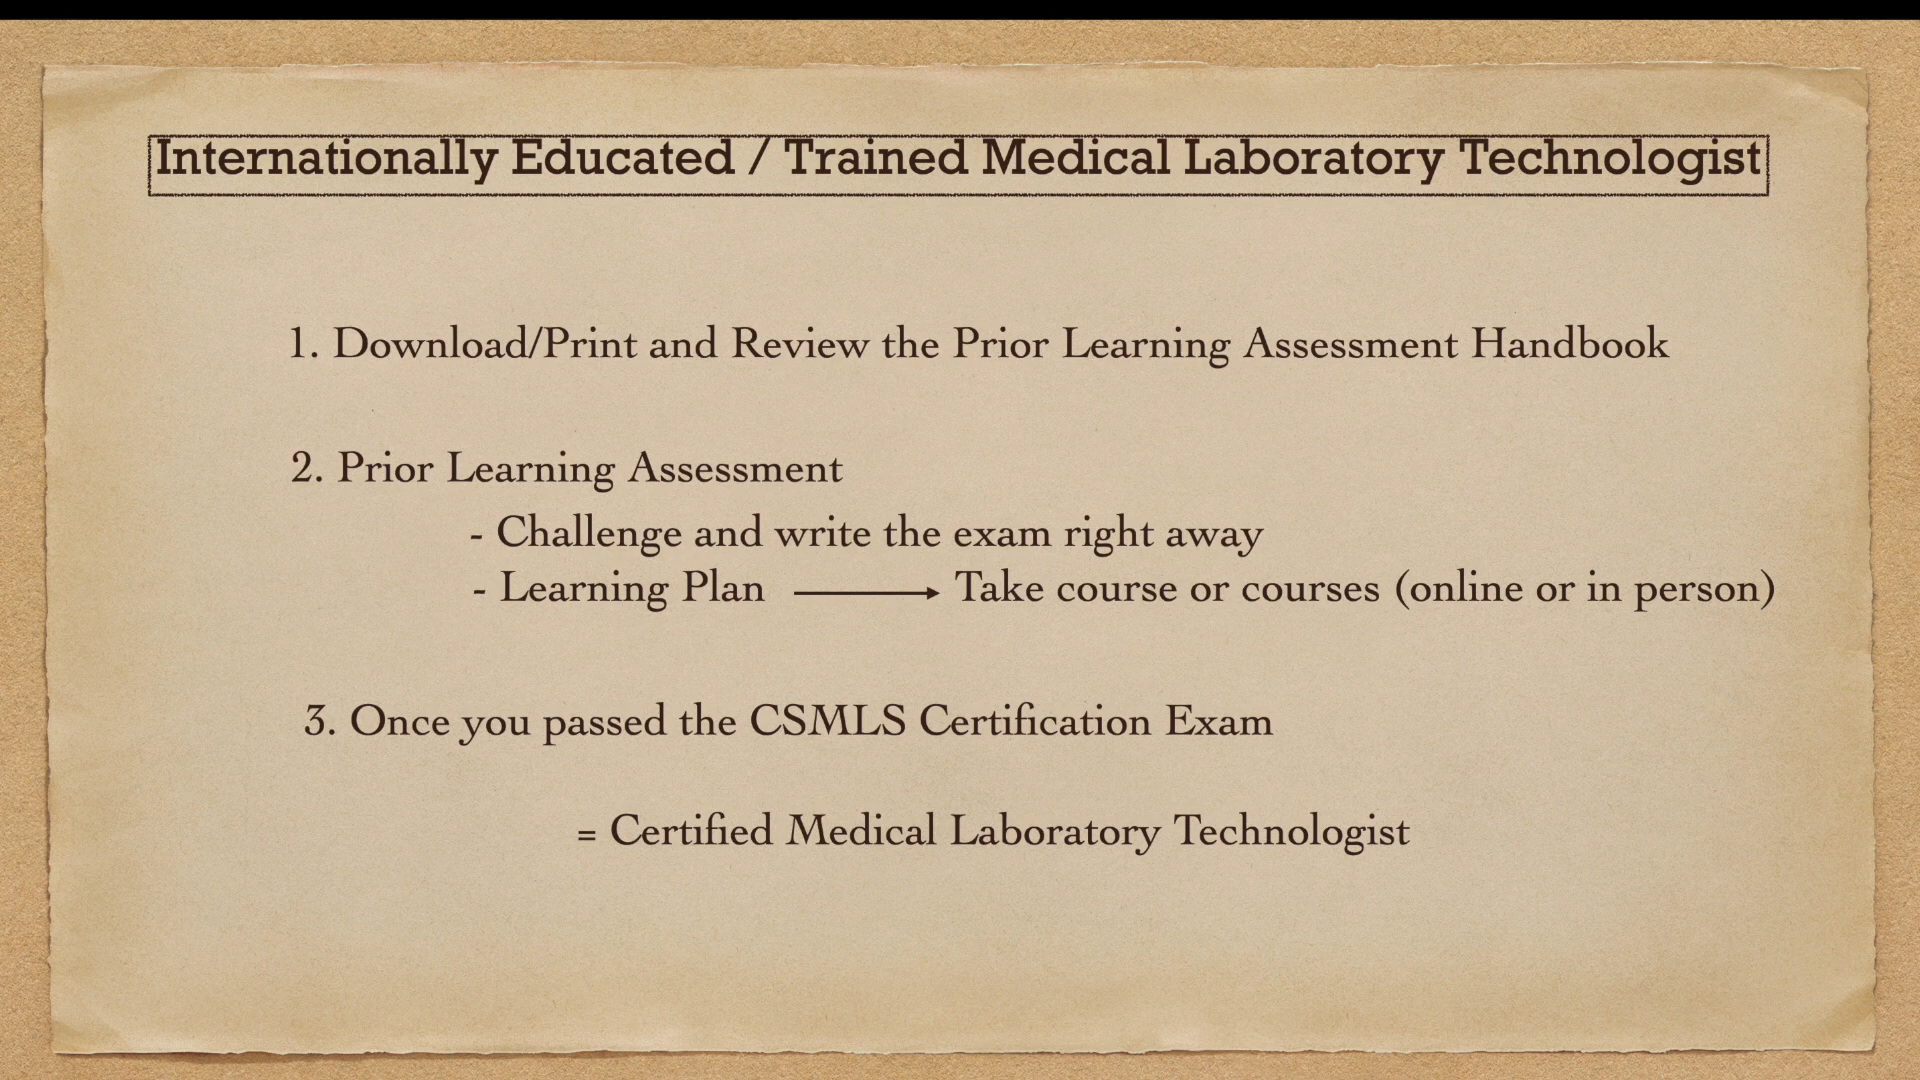 Internationally Educated / Trained Medical Laboratory Technologist
1. Download/Print and Review the Prior Learning Assessment Handbook
2. Prior Learning Assessment
- Challenge and write the exam right away
- Learning Plan → Take course or courses (online or in person)
3. Once you passed the CSMLS Certification Exam
= Certified Medical Laboratory Technologist